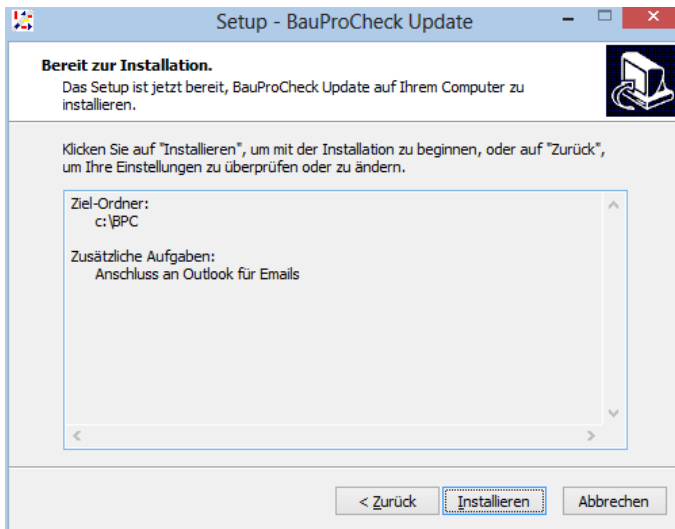 Setup - BauProCheck Update
Bereit zur Installation.
Das Setup ist jetzt bereit, BauProCheck Update auf Ihrem Computer zu
installieren.
Klicken Sie auf "Installieren", um mit der Installation zu beginnen, oder auf "Zurück",
um Ihre Einstellungen zu überprüfen oder zu ändern.
Ziel-Ordner:
c:\BPC
Zusätzliche Aufgaben:
Anschluss an Outlook für Emails
< Zurück Installieren Abbrechen